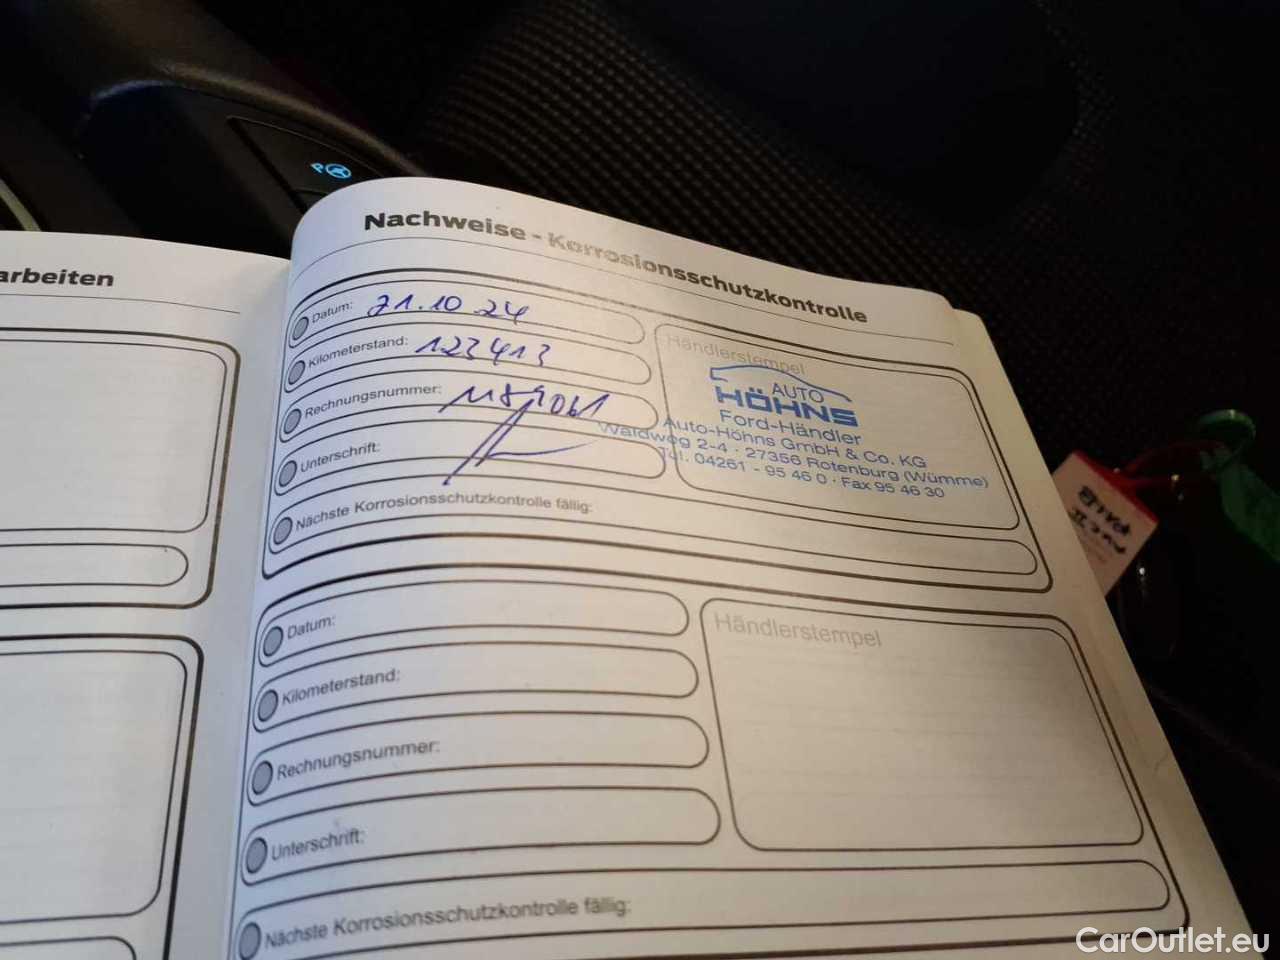 P
arbeiten
Nachweise - Korrosionsschutzkontrolle
Datum: 21.10 24
Kilometerstand: 123413
Rechnungsnummer:
Unterschrift:
Nächste Korrosionsschutzkontrolle fällig:
Händlerstempel
AUTO
HÖHNS
Ford-Händler
Auto-Höhns GmbH & Co. KG
Waldweg 2-4 · 27356 Rotenburg (Wümme)
Tel. 04261 - 95 46 0 · Fax 95 46 30
Datum:
Kilometerstand:
Rechnungsnummer:
Unterschrift:
Nächste Korrosionsschutzkontrolle fällig:
Händlerstempel
CarOutlet.eu